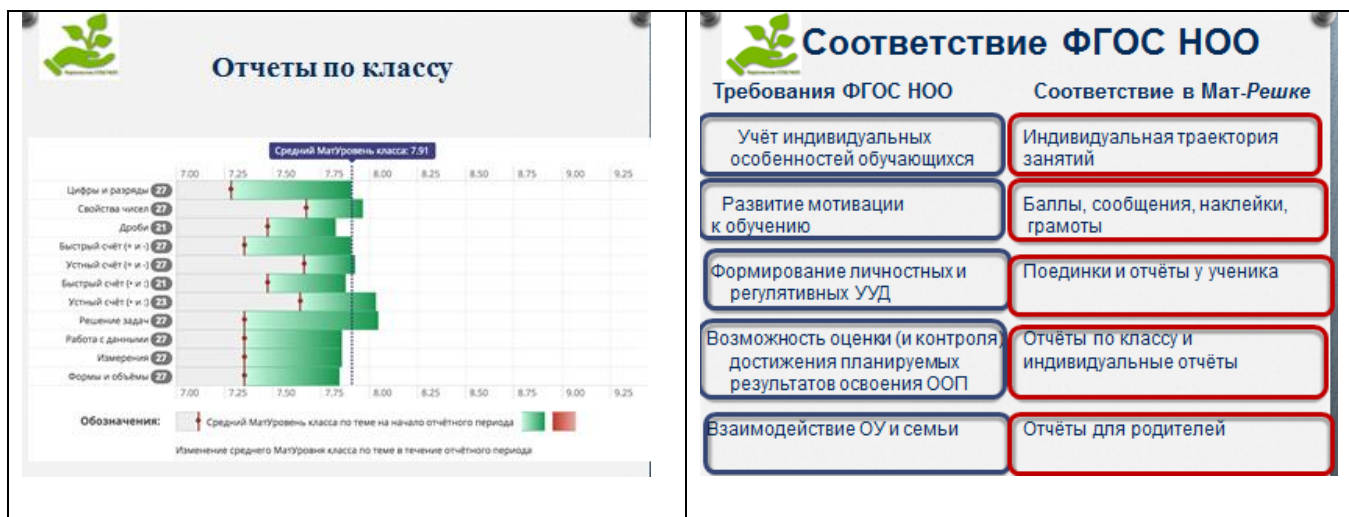 Отчеты по классу
Средний МатУровень класса: 7.91
7.00 7.25 7.50 7.75 8.00 8.25 8.50 8.75 9.00 9.25
Цифры и разряды 27
Свойства чисел 27
Дроби 21
Быстрый счёт (+ и -) 27
Устный счёт (+ и -) 27
Быстрый счёт (· и :) 21
Устный счёт (· и :) 23
Решение задач 27
Работа с данными 27
Измерения 27
Формы и объёмы 27
7.00 7.25 7.50 7.75 8.00 8.25 8.50 8.75 9.00 9.25
Обозначения:
Средний МатУровень класса по теме на начало отчётного периода
Изменение среднего МатУровня класса по теме в течение отчётного периода
Соответствие ФГОС НОО
Требования ФГОС НОО
Соответствие в Мат-Решке
Учёт индивидуальных
особенностей обучающихся
Индивидуальная траектория
занятий
Развитие мотивации
к обучению
Баллы, сообщения, наклейки,
грамоты
Формирование личностных и
регулятивных УУД
Поединки и отчёты у ученика
Возможность оценки (и контроля)
достижения планируемых
результатов освоения ООП
Отчёты по классу и
индивидуальные отчёты
Взаимодействие ОУ и семьи
Отчёты для родителей